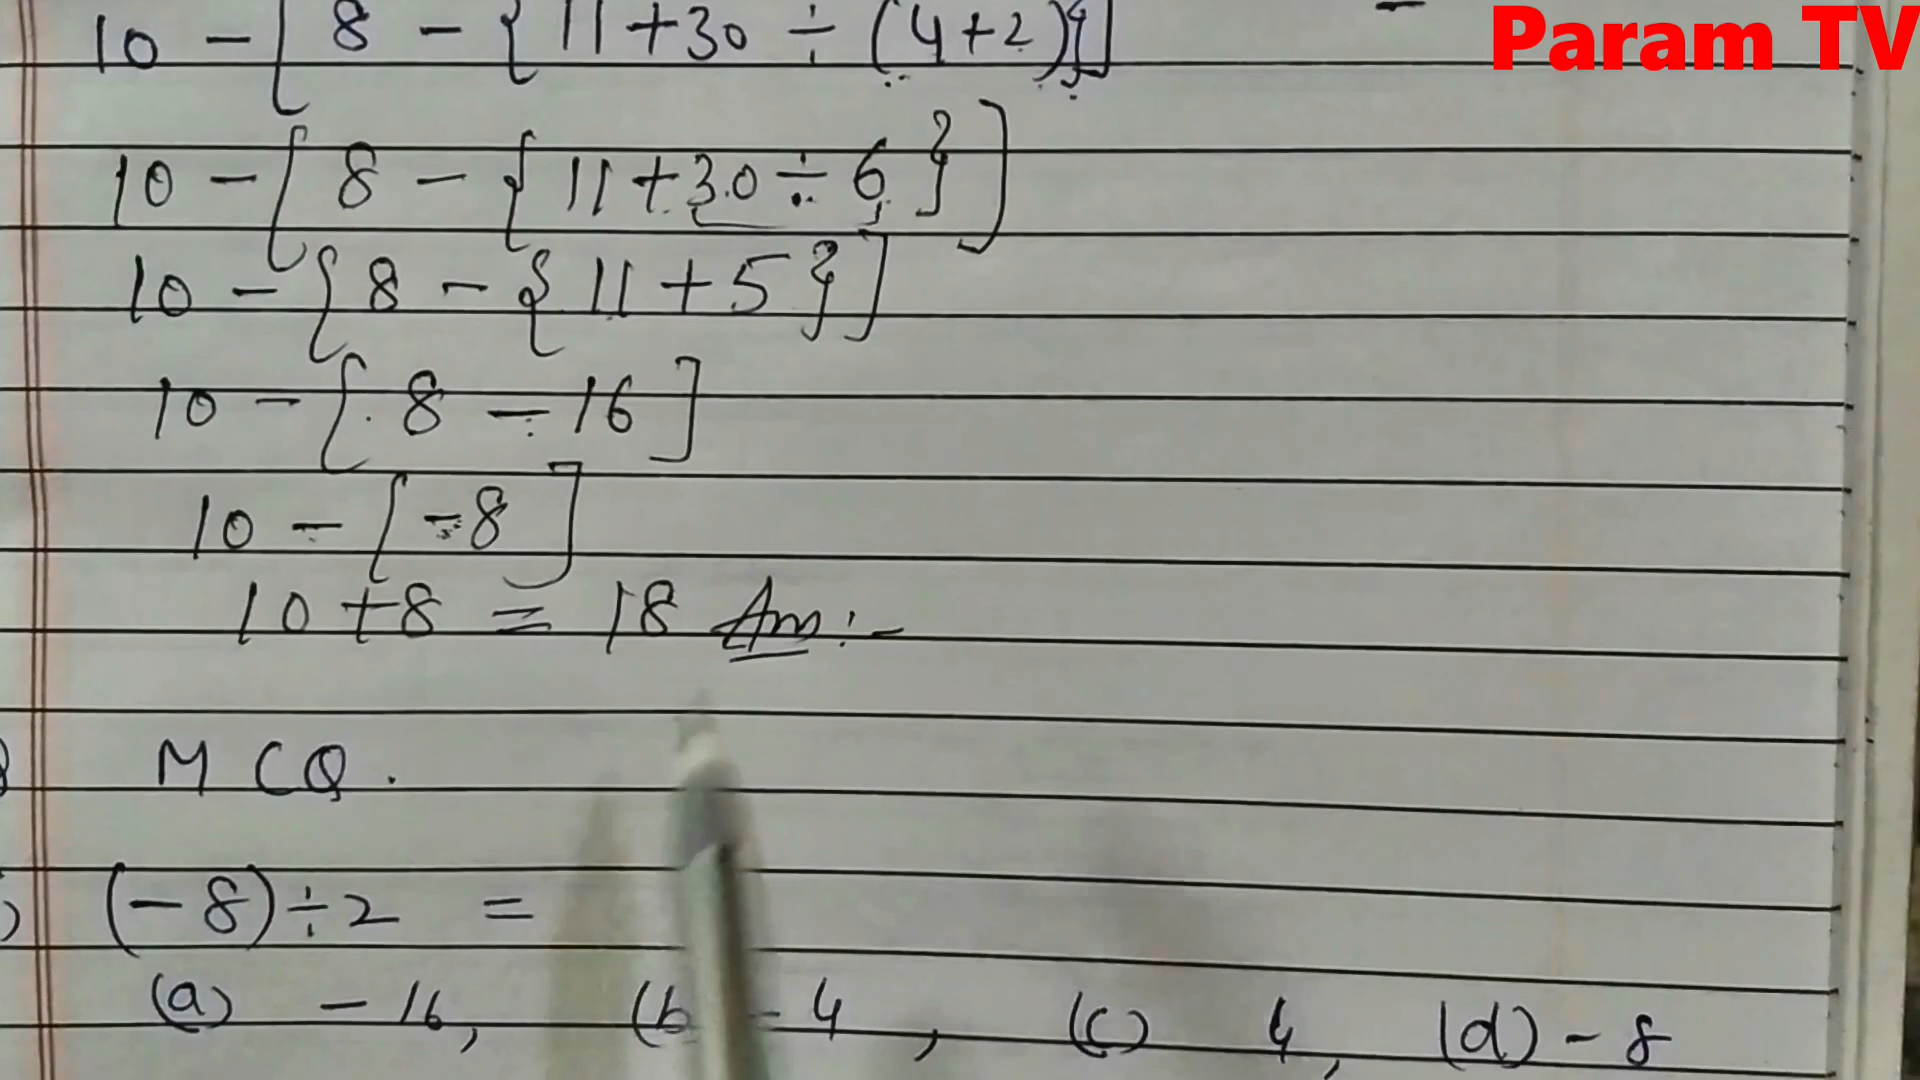 Param TV
10 - [ 8 - { 11 + 30 ÷ (4+2)}]
10 - [ 8 - { 11 + 30 ÷ 6 } ]
10 - [ 8 - { 11 + 5 } ]
10 - [ 8 - 16 ]
10 - [ -8 ]
10 + 8 = 18 Ans:-
MCQ.
(-8) ÷ 2 =
(a) - 16, (b - 4, (c) 4, (d) - 8